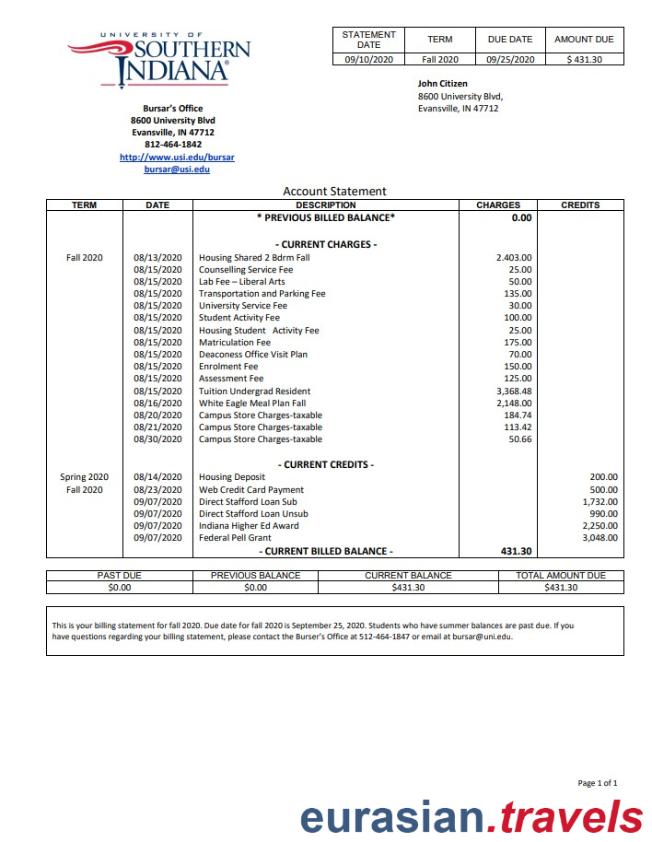 UNIVERSITY OF
SOUTHERN
INDIANA®
STATEMENT DATE TERM DUE DATE AMOUNT DUE
09/10/2020 Fall 2020 09/25/2020 $ 431.30
John Citizen
8600 University Blvd,
Evansville, IN 47712
Bursar's Office
8600 University Blvd
Evansville, IN 47712
812-464-1842
http://www.usi.edu/bursar
bursar@usi.edu
Account Statement
TERM DATE DESCRIPTION CHARGES CREDITS
* PREVIOUS BILLED BALANCE* 0.00
- CURRENT CHARGES -
Fall 2020 08/13/2020 Housing Shared 2 Bdrm Fall 2.403.00
08/15/2020 Counselling Service Fee 25.00
08/15/2020 Lab Fee – Liberal Arts 50.00
08/15/2020 Transportation and Parking Fee 135.00
08/15/2020 University Service Fee 30.00
08/15/2020 Student Activity Fee 100.00
08/15/2020 Housing Student Activity Fee 25.00
08/15/2020 Matriculation Fee 175.00
08/15/2020 Deaconess Office Visit Plan 70.00
08/15/2020 Enrolment Fee 150.00
08/15/2020 Assessment Fee 125.00
08/15/2020 Tuition Undergrad Resident 3,368.48
08/16/2020 White Eagle Meal Plan Fall 2,148.00
08/20/2020 Campus Store Charges-taxable 184.74
08/21/2020 Campus Store Charges-taxable 113.42
08/30/2020 Campus Store Charges-taxable 50.66
- CURRENT CREDITS -
Spring 2020 08/14/2020 Housing Deposit 200.00
Fall 2020 08/23/2020 Web Credit Card Payment 500.00
09/07/2020 Direct Stafford Loan Sub 1,732.00
09/07/2020 Direct Stafford Loan Unsub 990.00
09/07/2020 Indiana Higher Ed Award 2,250.00
09/07/2020 Federal Pell Grant 3,048.00
- CURRENT BILLED BALANCE - 431.30
PAST DUE PREVIOUS BALANCE CURRENT BALANCE TOTAL AMOUNT DUE
$0.00 $0.00 $431.30 $431.30
This is your billing statement for fall 2020. Due date for fall 2020 is September 25, 2020. Students who have summer balances are past due. If you
have questions regarding your billing statement, please contact the Burser's Office at 512-464-1847 or email at bursar@uni.edu.
Page 1 of 1
eurasian.travels